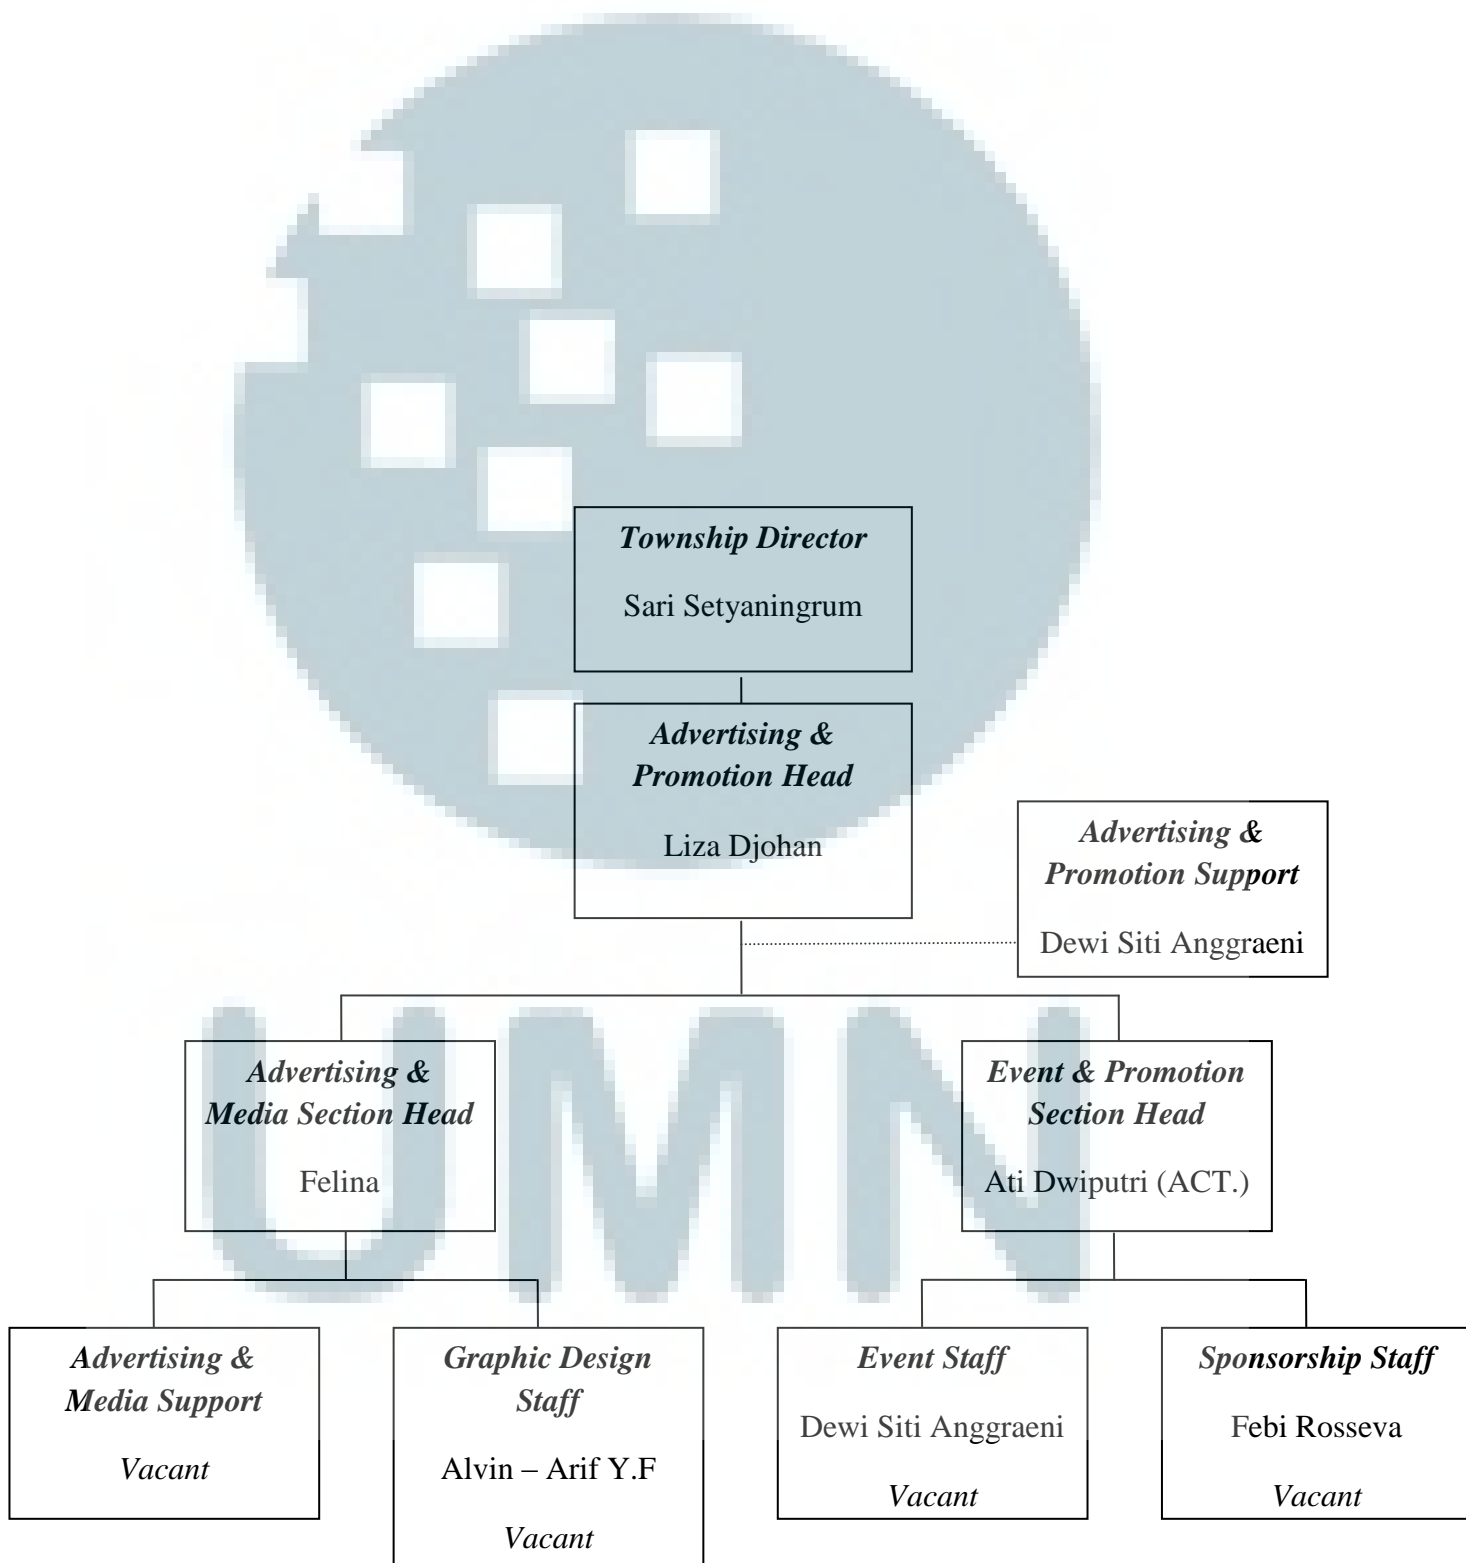 Township Director
Sari Setyaningrum
Advertising &
Promotion Head
Liza Djohan
Advertising &
Promotion Support
Dewi Siti Anggraeni
UMN
Advertising &
Media Section Head
Felina
Event & Promotion
Section Head
Ati Dwiputri (ACT.)
Advertising &
Media Support
Vacant
Graphic Design
Staff
Alvin – Arif Y.F
Vacant
Event Staff
Dewi Siti Anggraeni
Vacant
Sponsorship Staff
Febi Rosseva
Vacant